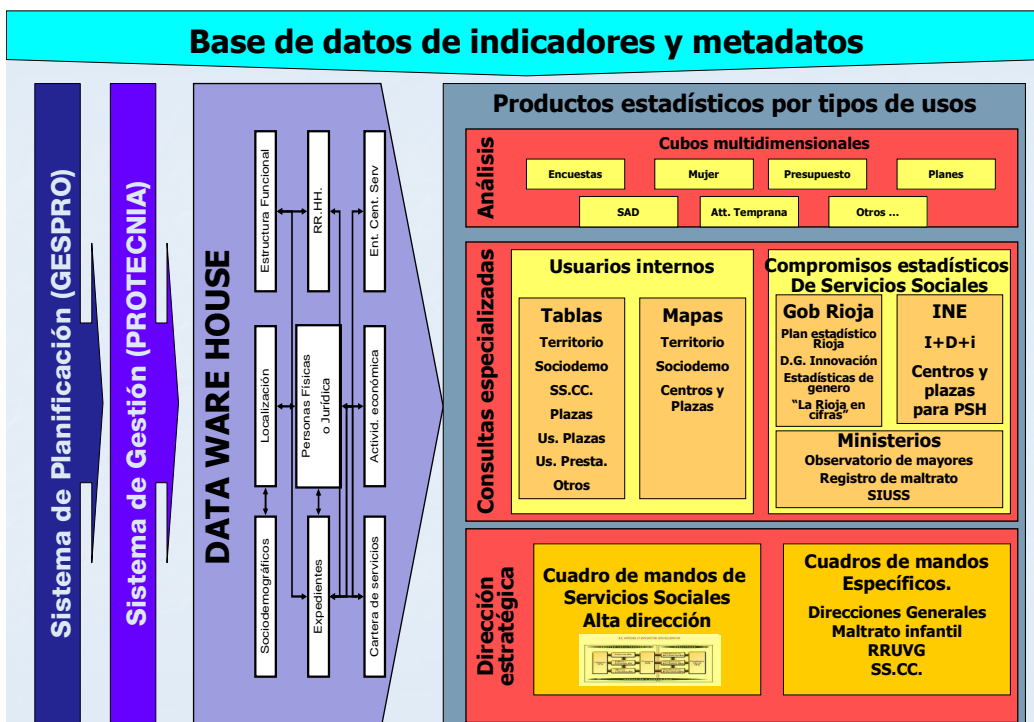 Base de datos de indicadores y metadatos
Sistema de Planificación (GESPRO)
Sistema de Gestión (PROTECNIA)
DATA WARE HOUSE
Estructura Funcional
RR.HH.
Ent. Cent. Serv
Localización
Personas Físicas
o Jurídica
Activid. económica
Sociodemográficos
Expedientes
Cartera de servicios
Productos estadísticos por tipos de usos
Análisis
Cubos multidimensionales
Encuestas
Mujer
Presupuesto
Planes
SAD
Att. Temprana
Otros ...
Consultas especializadas
Usuarios internos
Tablas
Territorio
Sociodemo
SS.CC.
Plazas
Us. Plazas
Us. Presta.
Otros
Mapas
Territorio
Sociodemo
Centros y
Plazas
Compromisos estadísticos
De Servicios Sociales
Gob Rioja
Plan estadístico
Rioja
D.G. Innovación
Estadísticas de
genero
“La Rioja en
cifras”
INE
I+D+i
Centros y
plazas
para PSH
Ministerios
Observatorio de mayores
Registro de maltrato
SIUSS
Dirección
estratégica
Cuadro de mandos de
Servicios Sociales
Alta dirección
Cuadros de mandos
Específicos.
Direcciones Generales
Maltrato infantil
RRUVG
SS.CC.